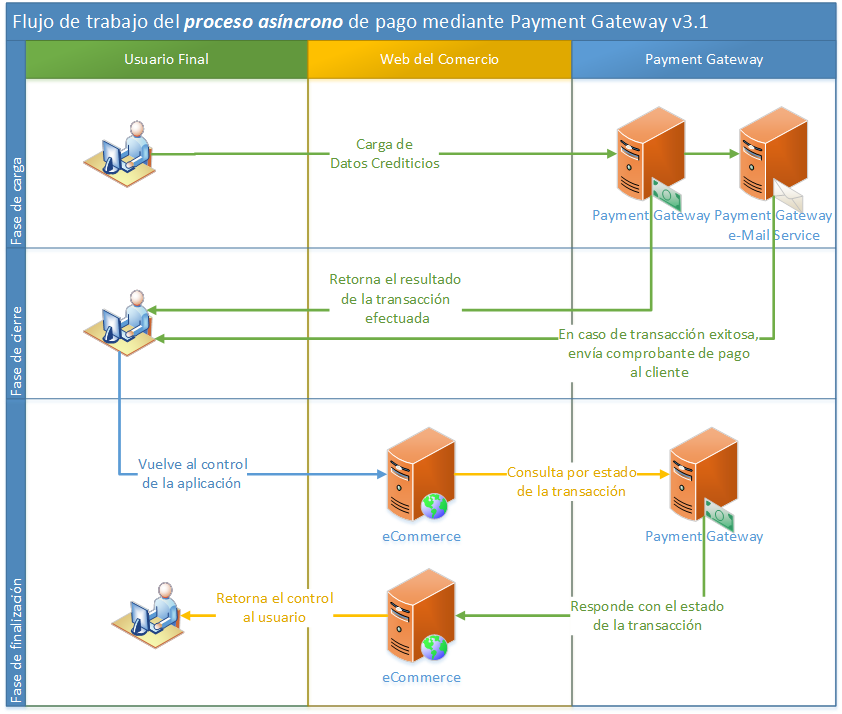 Flujo de trabajo del proceso asíncrono de pago mediante Payment Gateway v3.1
Usuario Final
Web del Comercio
Payment Gateway
Fase de carga
Carga de
Datos Crediticios
Payment Gateway
Payment Gateway
e-Mail Service
Fase de cierre
Retorna el resultado
de la transacción
efectuada
En caso de transacción exitosa,
envía comprobante de pago
al cliente
Fase de finalización
Vuelve al control
de la aplicación
eCommerce
Consulta por estado
de la transacción
Payment Gateway
Retorna el control
al usuario
eCommerce
Responde con el estado
de la transacción